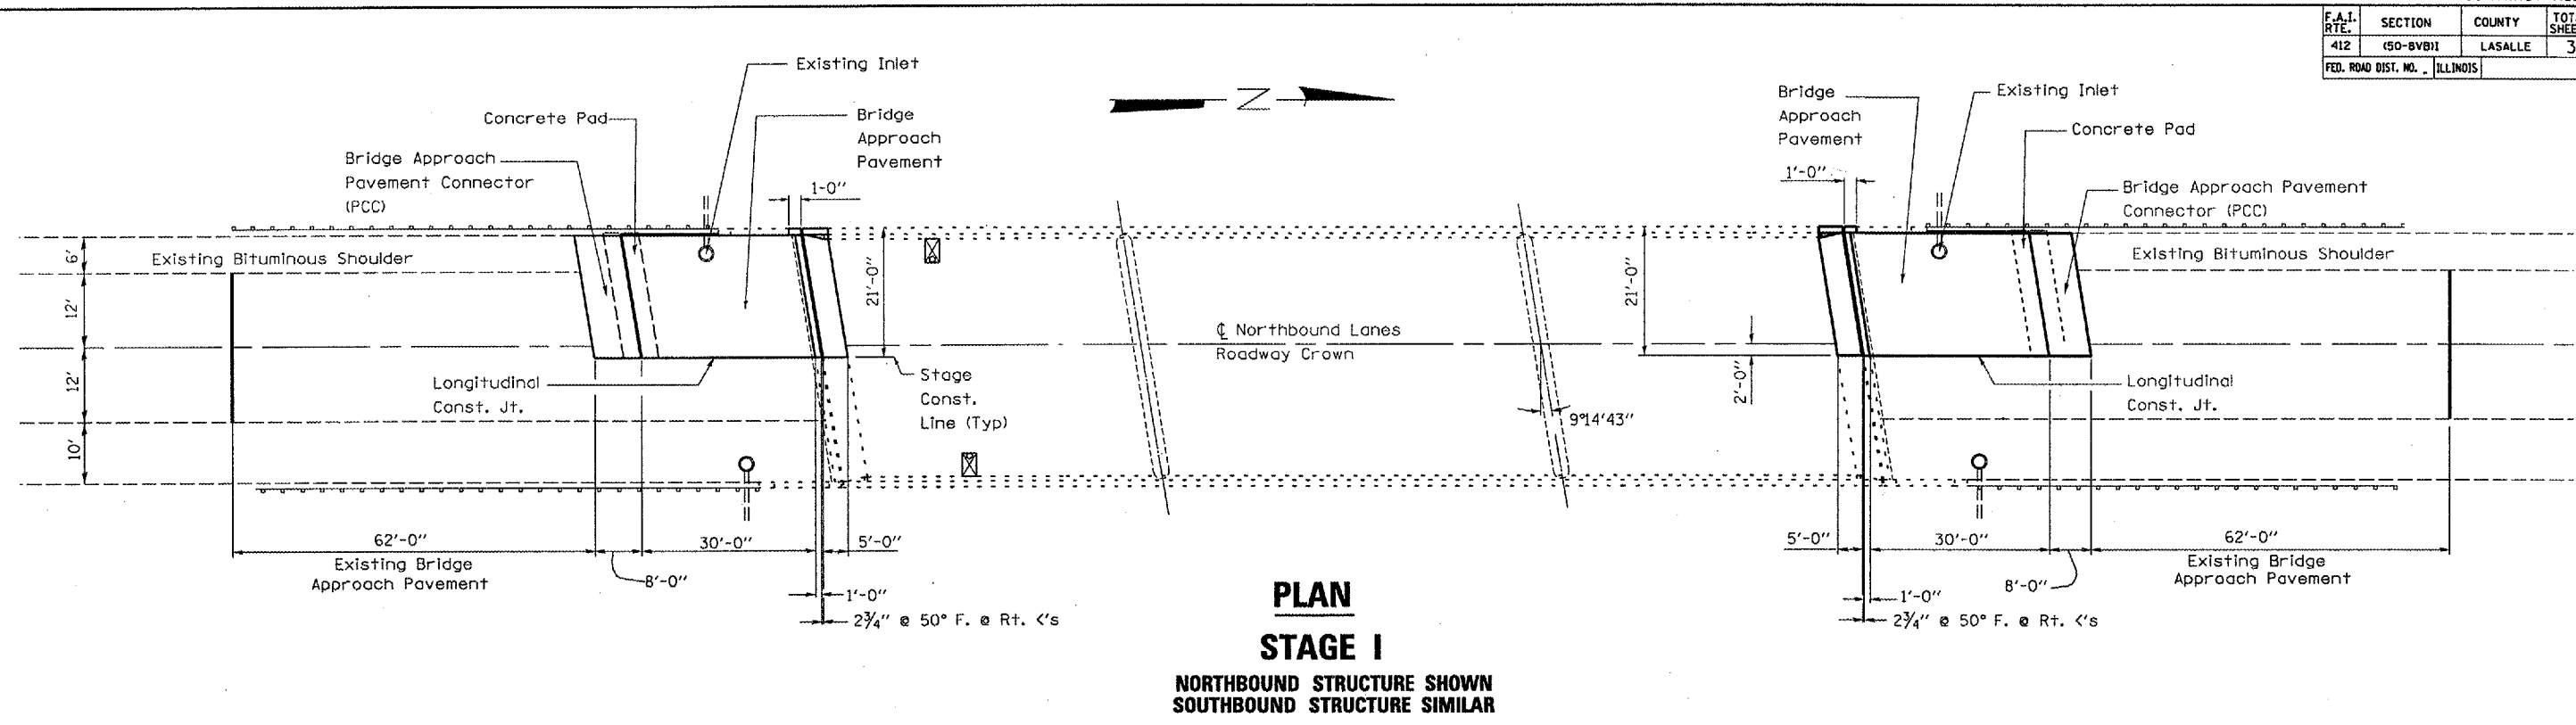 F.A.I. RTE. SECTION COUNTY
412 (50-8VB)I LASALLE 3
FED. ROAD DIST. NO. _ ILLINOIS
Existing Inlet
Concrete Pad
Bridge
Approach
Pavement
Bridge Approach
Pavement Connector
(PCC)
1-0"
N
Bridge
Approach
Pavement
Existing Inlet
Concrete Pad
1'-0"
Bridge Approach Pavement
Connector (PCC)
6'
12'
12'
10'
Existing Bituminous Shoulder
21'-0"
℄ Northbound Lanes
Roadway Crown
21'-0"
2'-0"
Existing Bituminous Shoulder
Longitudinal
Const. Jt.
Stage
Const.
Line (Typ)
9°14'43"
Longitudinal
Const. Jt.
62'-0"
Existing Bridge
Approach Pavement
8'-0"
30'-0"
5'-0"
1'-0"
2¾" @ 50° F. @ Rt. <'s
5'-0"
30'-0"
62'-0"
Existing Bridge
Approach Pavement
8'-0"
1'-0"
2¾" @ 50° F. @ Rt. <'s
PLAN
STAGE I
NORTHBOUND STRUCTURE SHOWN
SOUTHBOUND STRUCTURE SIMILAR